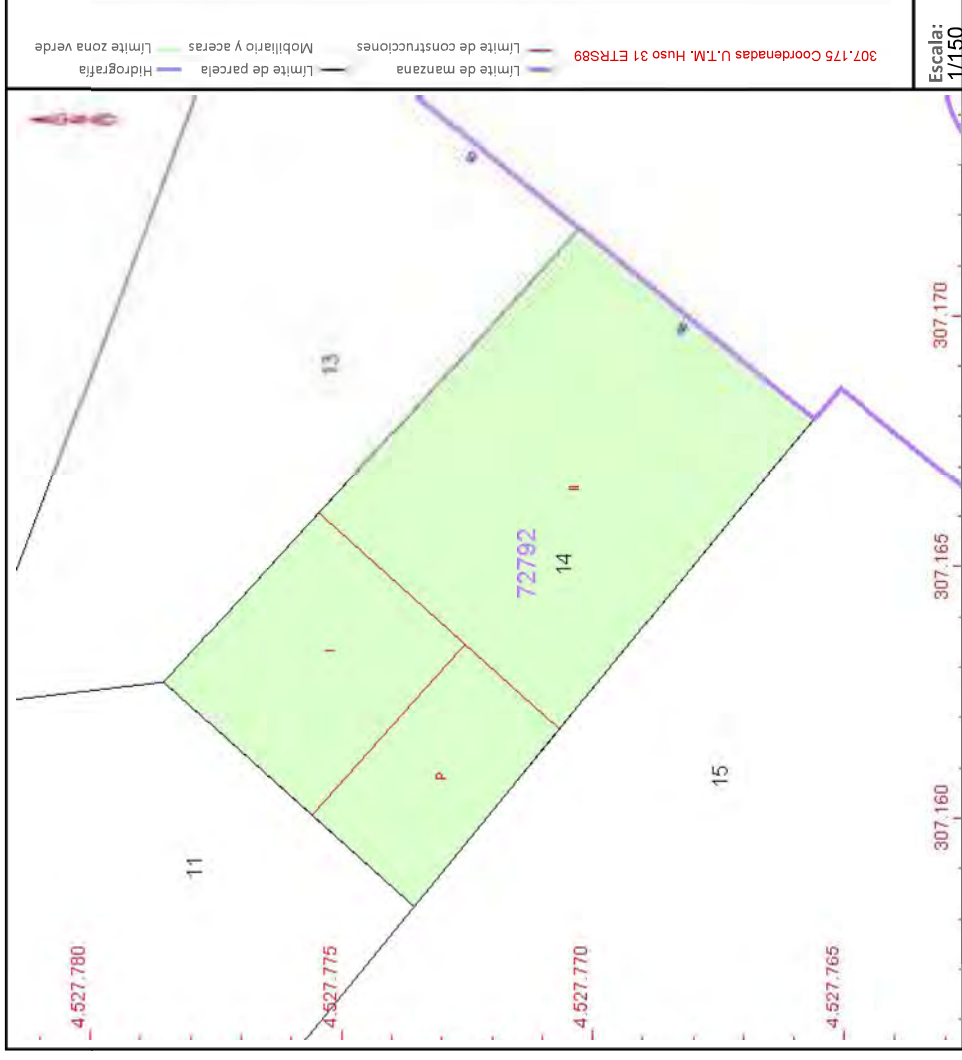 Límite de manzana
Límite de parcela
Hidrografía
Límite de construcciones
Mobiliario y aceras
Límite zona verde
307.175 Coordenadas U.T.M. Huso 31 ETRS89
Escala:
1/150
13
11
15
72792
14
I
II
P
4.527.780
4.527.775
4.527.770
4.527.765
307.170
307.165
307.160